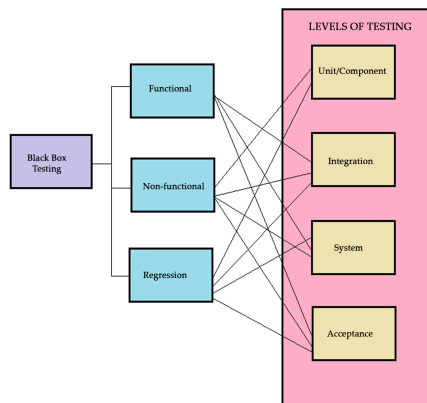 LEVELS OF TESTING
Unit/Component
Functional
Integration
Black Box
Testing
Non-functional
System
Regression
Acceptance